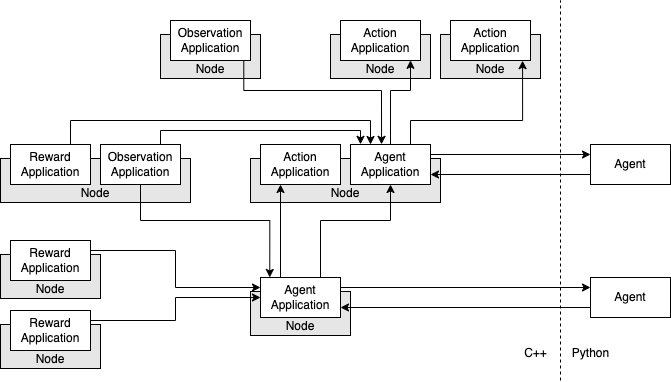 Observation
Application
Node
Action
Application
Node
Action
Application
Node
Reward
Application
Observation
Application
Node
Action
Application
Agent
Application
Node
Agent
Reward
Application
Node
Agent
Application
Node
Agent
Reward
Application
Node
C++
Python